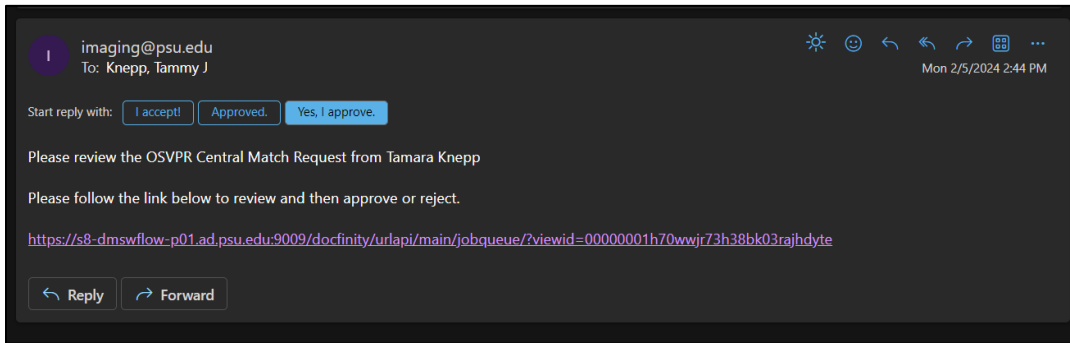 I
imaging@psu.edu
To: Knepp, Tammy J
Mon 2/5/2024 2:44 PM
Start reply with: I accept! Approved. Yes, I approve.
Please review the OSVPR Central Match Request from Tamara Knepp
Please follow the link below to review and then approve or reject.
https://s8-dmswflow-p01.ad.psu.edu:9009/docfinity/urlapi/main/jobqueue/?viewid=00000001h70wwjr73h38bk03rajhdyte
Reply Forward